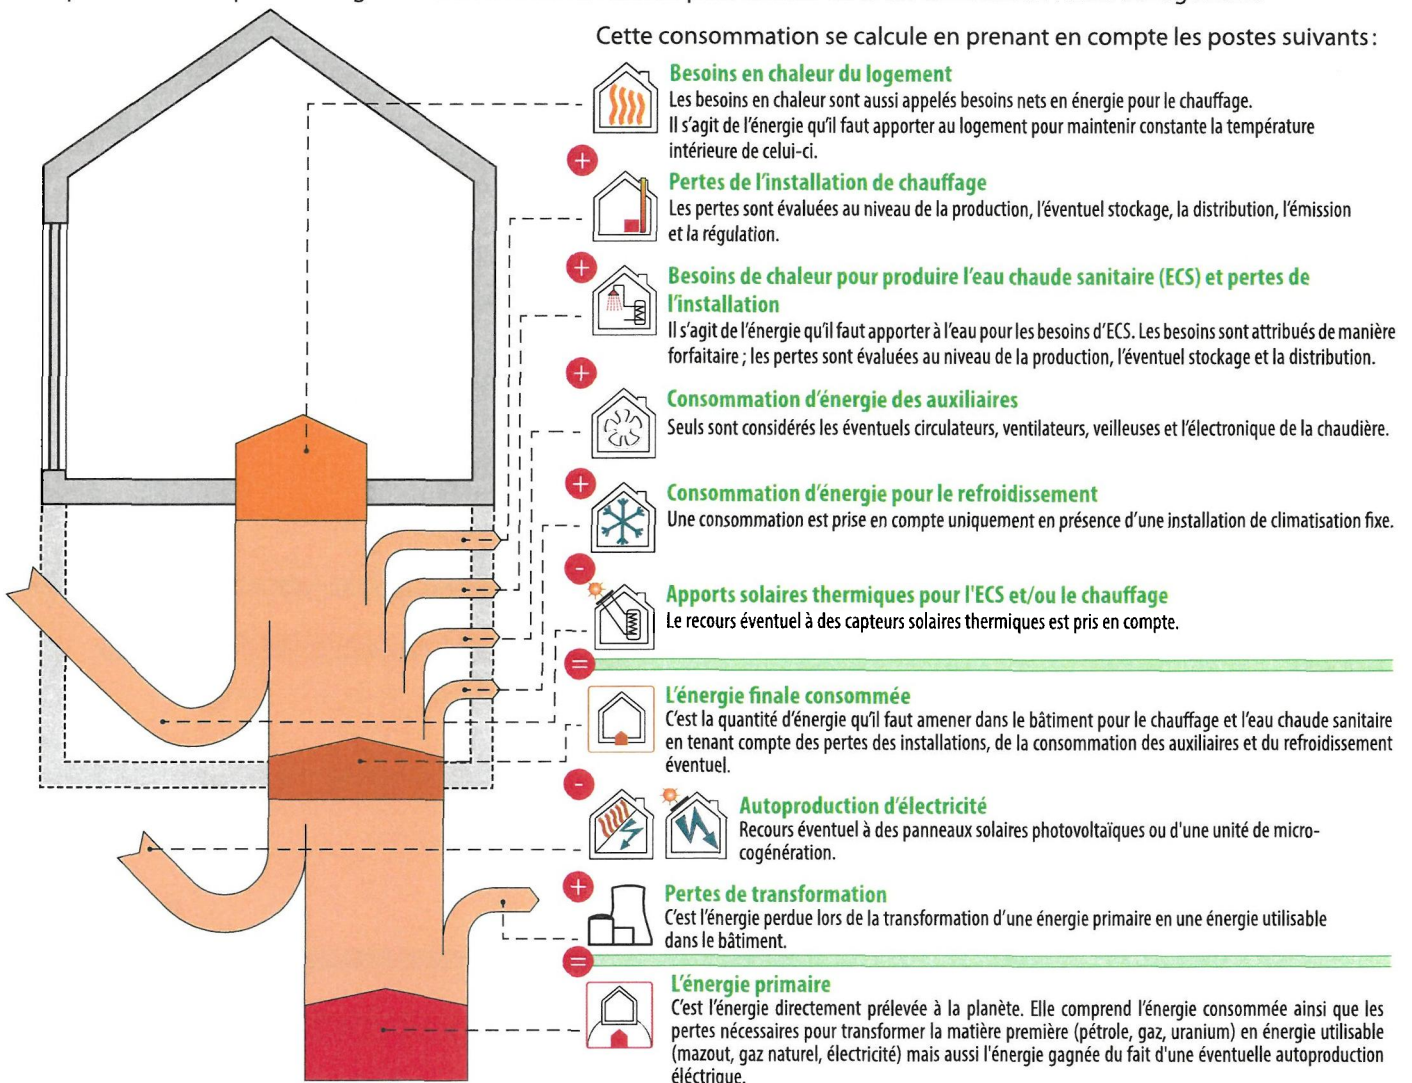 Cette consommation se calcule en prenant en compte les postes suivants :
Besoins en chaleur du logement
Les besoins en chaleur sont aussi appelés besoins nets en énergie pour le chauffage.
Il s'agit de l'énergie qu'il faut apporter au logement pour maintenir constante la température
intérieure de celui-ci.
+
Pertes de l'installation de chauffage
Les pertes sont évaluées au niveau de la production, l'éventuel stockage, la distribution, l'émission
et la régulation.
+
Besoins de chaleur pour produire l'eau chaude sanitaire (ECS) et pertes de
l'installation
Il s'agit de l'énergie qu'il faut apporter à l'eau pour les besoins d'ECS. Les besoins sont attribués de manière
forfaitaire ; les pertes sont évaluées au niveau de la production, l'éventuel stockage et la distribution.
+
Consommation d'énergie des auxiliaires
Seuls sont considérés les éventuels circulateurs, ventilateurs, veilleuses et l'électronique de la chaudière.
+
Consommation d'énergie pour le refroidissement
Une consommation est prise en compte uniquement en présence d'une installation de climatisation fixe.
-
Apports solaires thermiques pour l'ECS et/ou le chauffage
Le recours éventuel à des capteurs solaires thermiques est pris en compte.
=
L'énergie finale consommée
C'est la quantité d'énergie qu'il faut amener dans le bâtiment pour le chauffage et l'eau chaude sanitaire
en tenant compte des pertes des installations, de la consommation des auxiliaires et du refroidissement
éventuel.
-
Autoproduction d'électricité
Recours éventuel à des panneaux solaires photovoltaïques ou d'une unité de micro-
cogénération.
+
Pertes de transformation
C'est l'énergie perdue lors de la transformation d'une énergie primaire en une énergie utilisable
dans le bâtiment.
=
L'énergie primaire
C'est l'énergie directement prélevée à la planète. Elle comprend l'énergie consommée ainsi que les
pertes nécessaires pour transformer la matière première (pétrole, gaz, uranium) en énergie utilisable
(mazout, gaz naturel, électricité) mais aussi l'énergie gagnée du fait d'une éventuelle autoproduction
éléctrique.